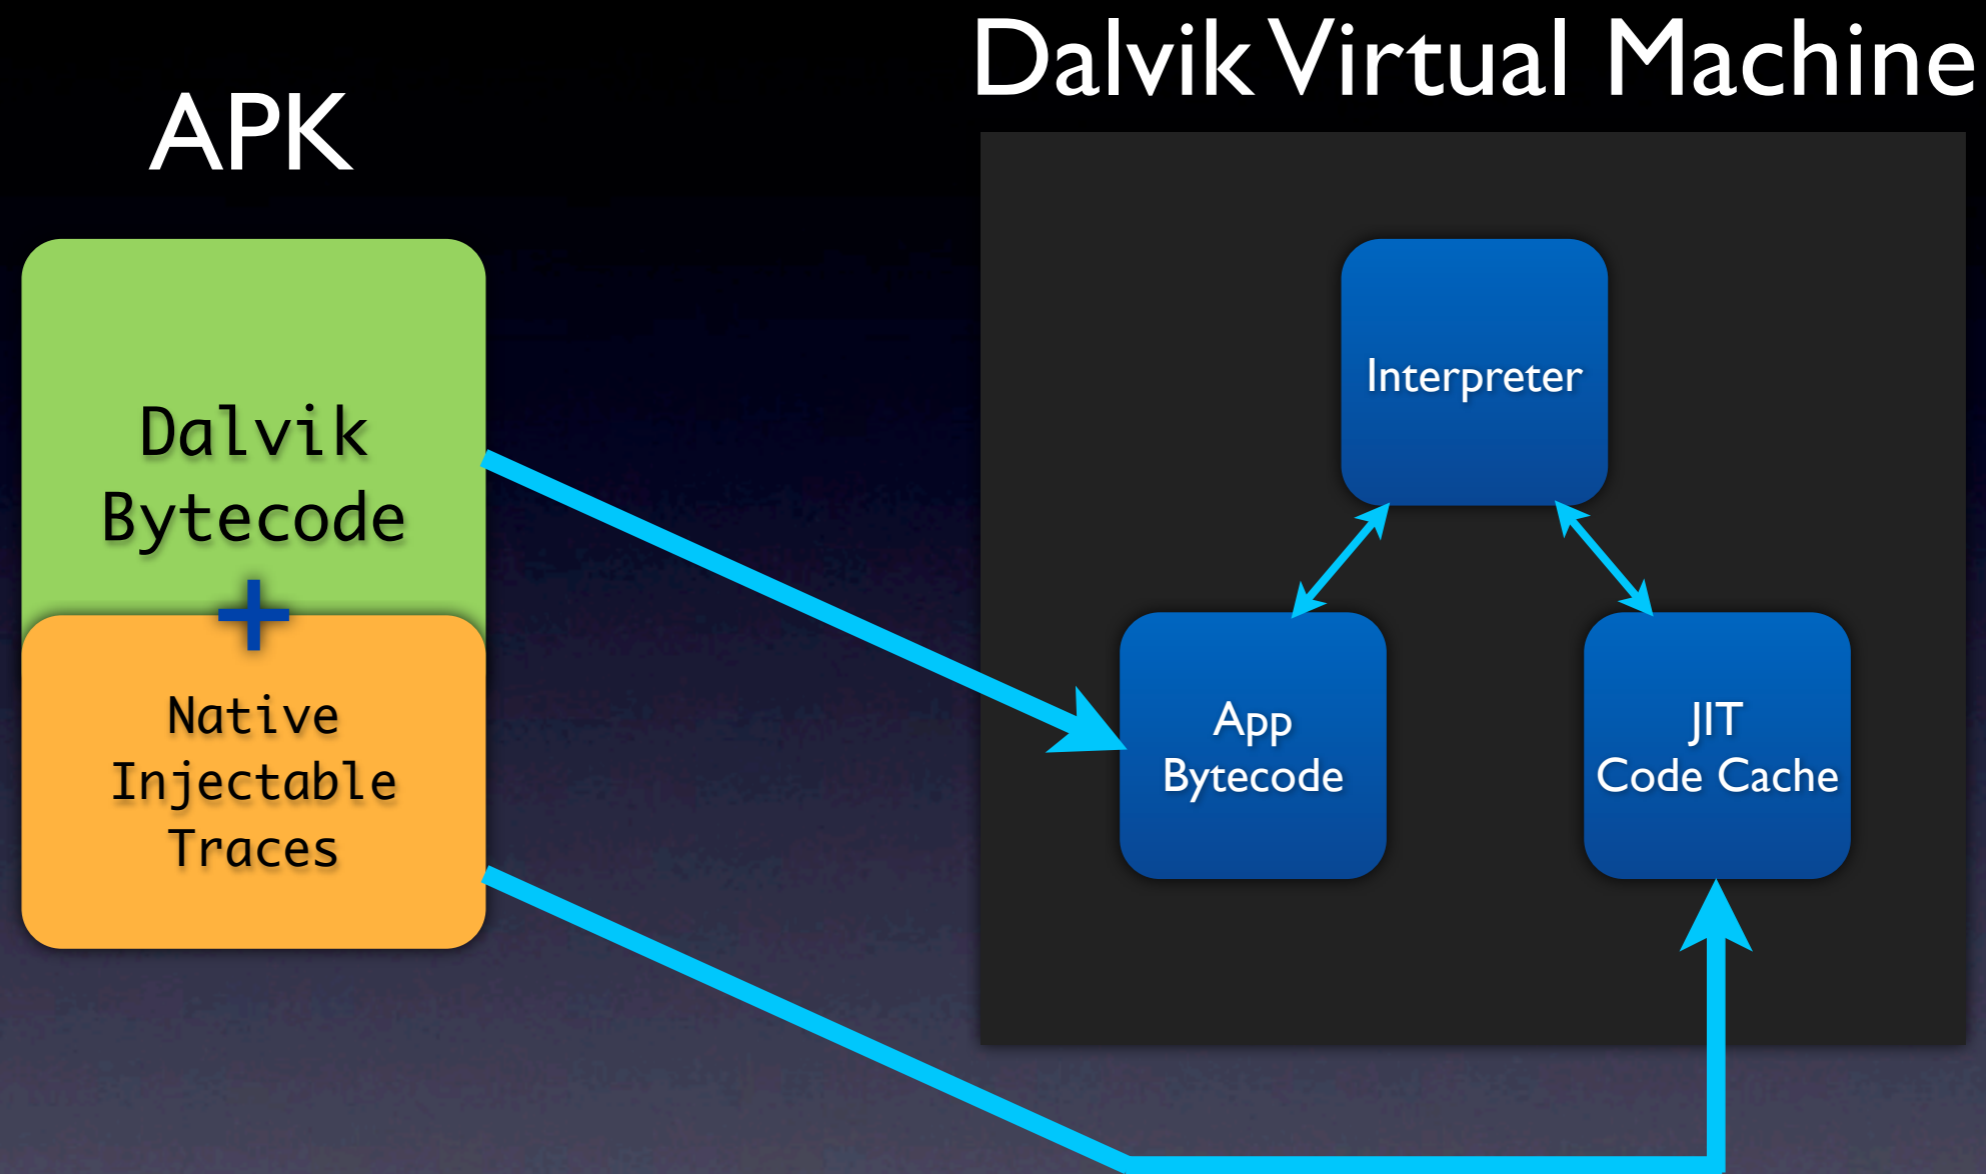 APK
Dalvik
Bytecode
+
Native
Injectable
Traces
Dalvik Virtual Machine
Interpreter
App
Bytecode
JIT
Code Cache